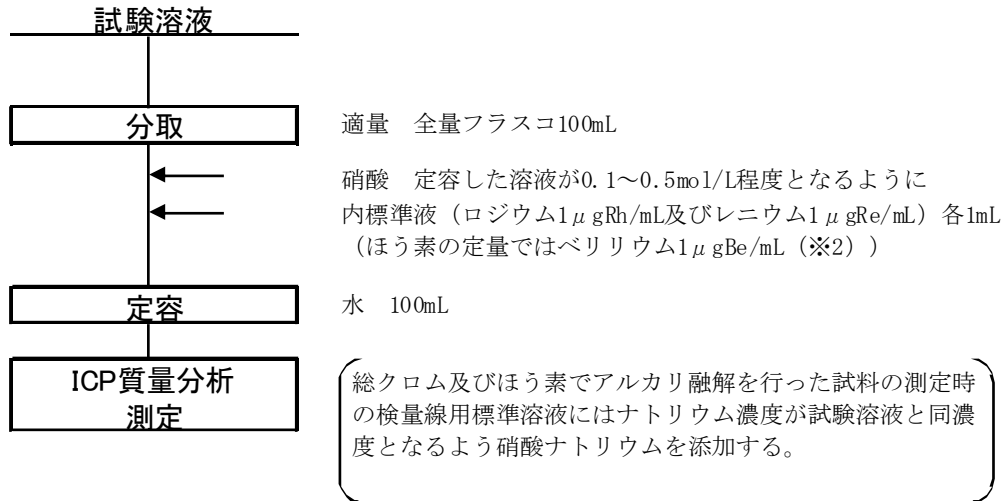 試験溶液
分取
適量　全量フラスコ100mL
硝酸　定容した溶液が0.1～0.5mol/L程度となるように
内標準液（ロジウム1μgRh/mL及びレニウム1μgRe/mL）各1mL
（ほう素の定量ではベリリウム1μgBe/mL（※2））
定容
水　100mL
ICP質量分析
測定
総クロム及びほう素でアルカリ融解を行った試料の測定時
の検量線用標準溶液にはナトリウム濃度が試験溶液と同濃
度となるよう硝酸ナトリウムを添加する。